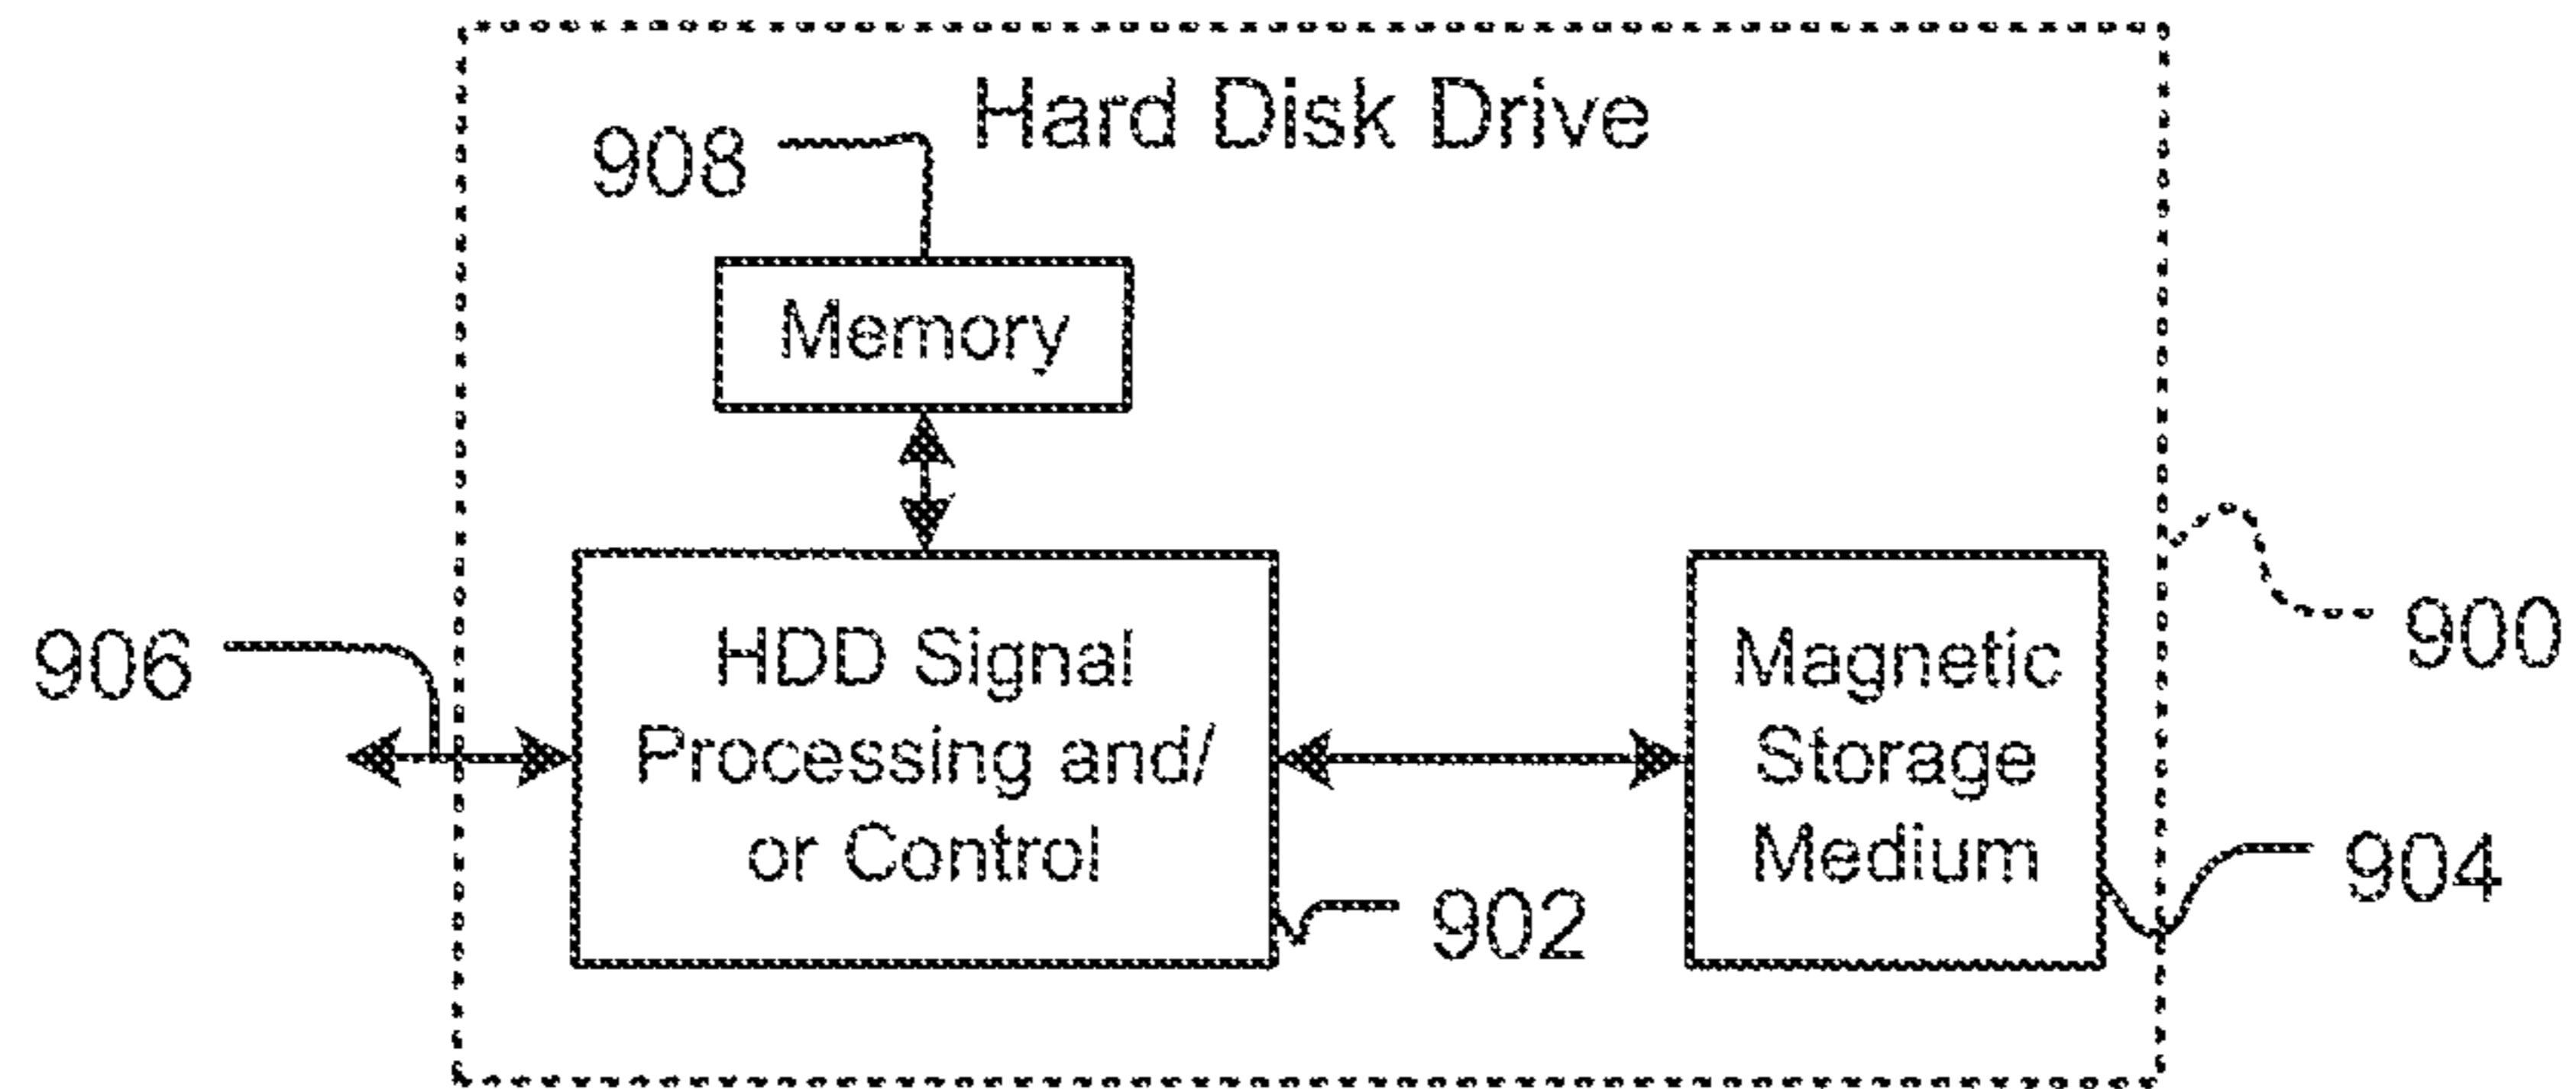 Hard Disk Drive
908
Memory
906
HDD Signal
Processing and/
or Control
902
Magnetic
Storage
Medium
900
904